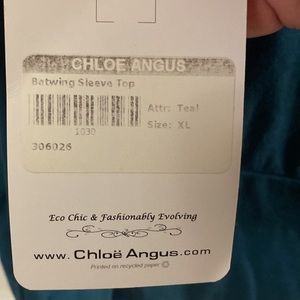 CHLOE ANGUS
Batwing Sleeve Top
Attr: Teal
Size: XL
1030
306026
Eco Chic & Fashionably Evolving
www.ChloëAngus.com
Printed on recycled paper